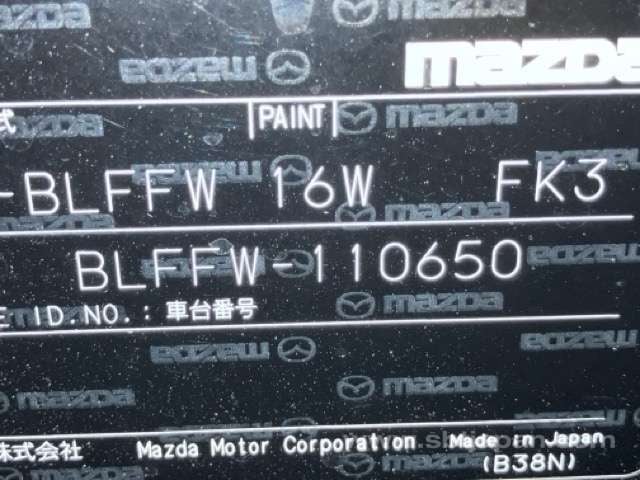 mazda
式 PAINT
-BLFFW 16W FK3
BLFFW-110650
E ID.NO.: 車台番号
株式会社 Mazda Motor Corporation Made in Japan
(B38N)